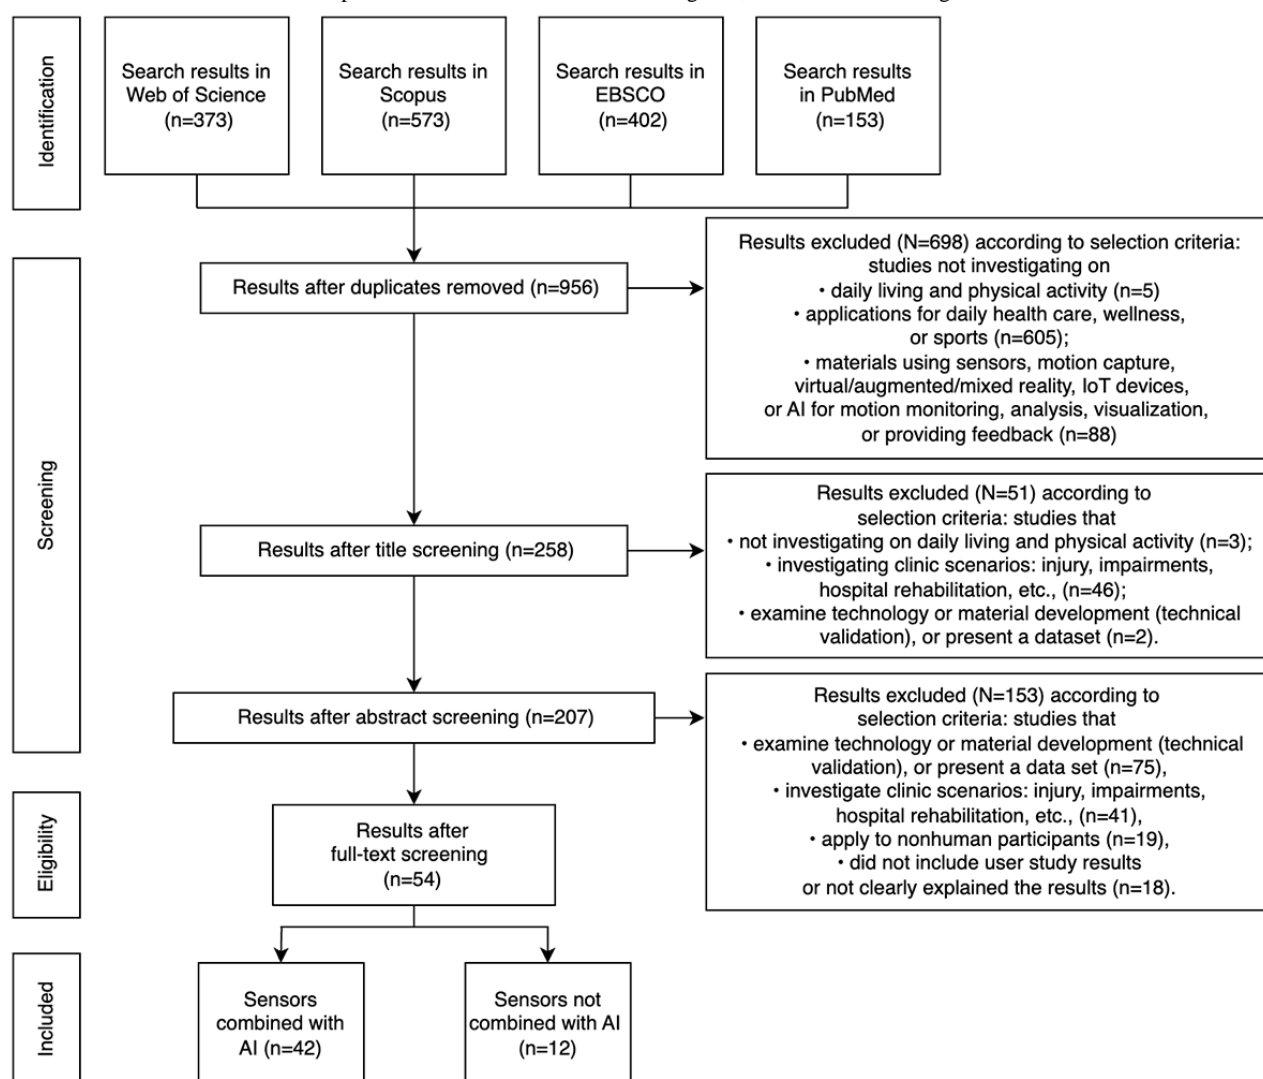 Identification
Search results in
Web of Science
(n=373)
Search results in
Scopus
(n=573)
Search results in
EBSCO
(n=402)
Search results
in PubMed
(n=153)
Screening
Results after duplicates removed (n=956)
Results excluded (N=698) according to selection criteria:
studies not investigating on
• daily living and physical activity (n=5)
• applications for daily health care, wellness,
or sports (n=605);
• materials using sensors, motion capture,
virtual/augmented/mixed reality, IoT devices,
or AI for motion monitoring, analysis, visualization,
or providing feedback (n=88)
Results after title screening (n=258)
Results excluded (N=51) according to
selection criteria: studies that
• not investigating on daily living and physical activity (n=3);
• investigating clinic scenarios: injury, impairments,
hospital rehabilitation, etc., (n=46);
• examine technology or material development (technical
validation), or present a dataset (n=2).
Results after abstract screening (n=207)
Results excluded (N=153) according to
selection criteria: studies that
• examine technology or material development (technical
validation), or present a data set (n=75),
• investigate clinic scenarios: injury, impairments,
hospital rehabilitation, etc., (n=41),
• apply to nonhuman participants (n=19),
• did not include user study results
or not clearly explained the results (n=18).
Eligibility
Results after
full-text screening
(n=54)
Included
Sensors
combined with
AI (n=42)
Sensors not
combined with AI
(n=12)